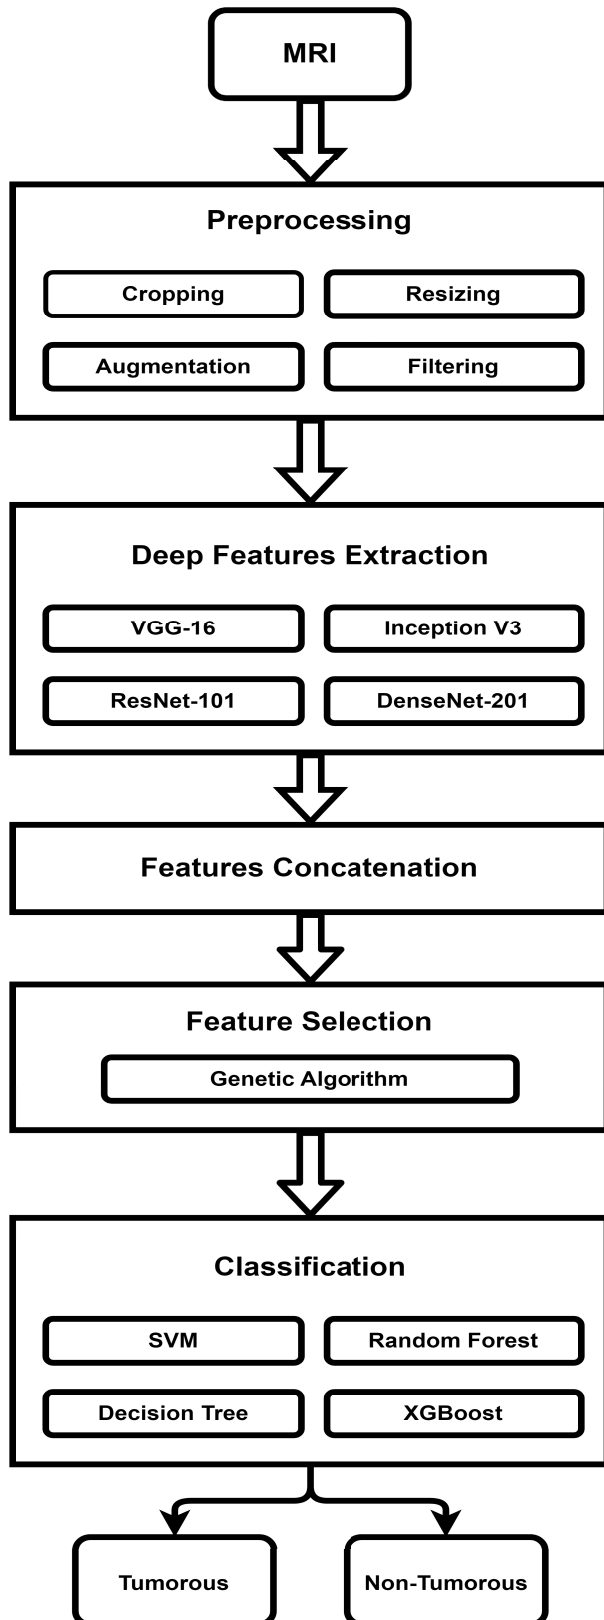 MRI
Preprocessing
Cropping
Resizing
Augmentation
Filtering
Deep Features Extraction
VGG-16
Inception V3
ResNet-101
DenseNet-201
Features Concatenation
Feature Selection
Genetic Algorithm
Classification
SVM
Random Forest
Decision Tree
XGBoost
Tumorous
Non-Tumorous